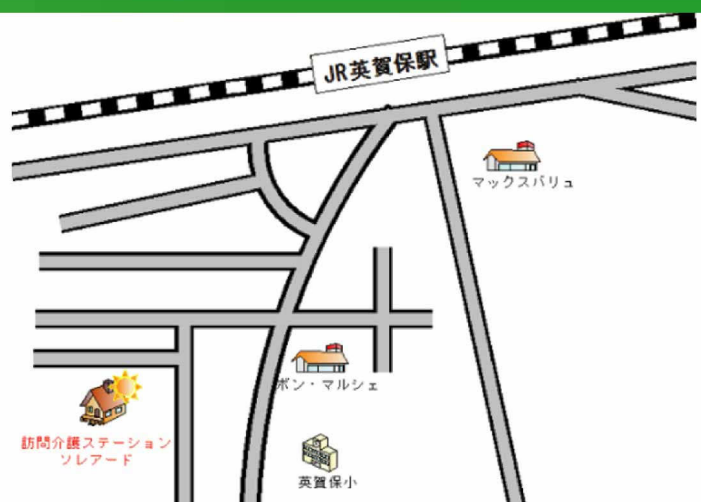 JR英賀保駅
マックスバリュ
ボン・マルシェ
訪問介護ステーション
ソレアード
英賀保小